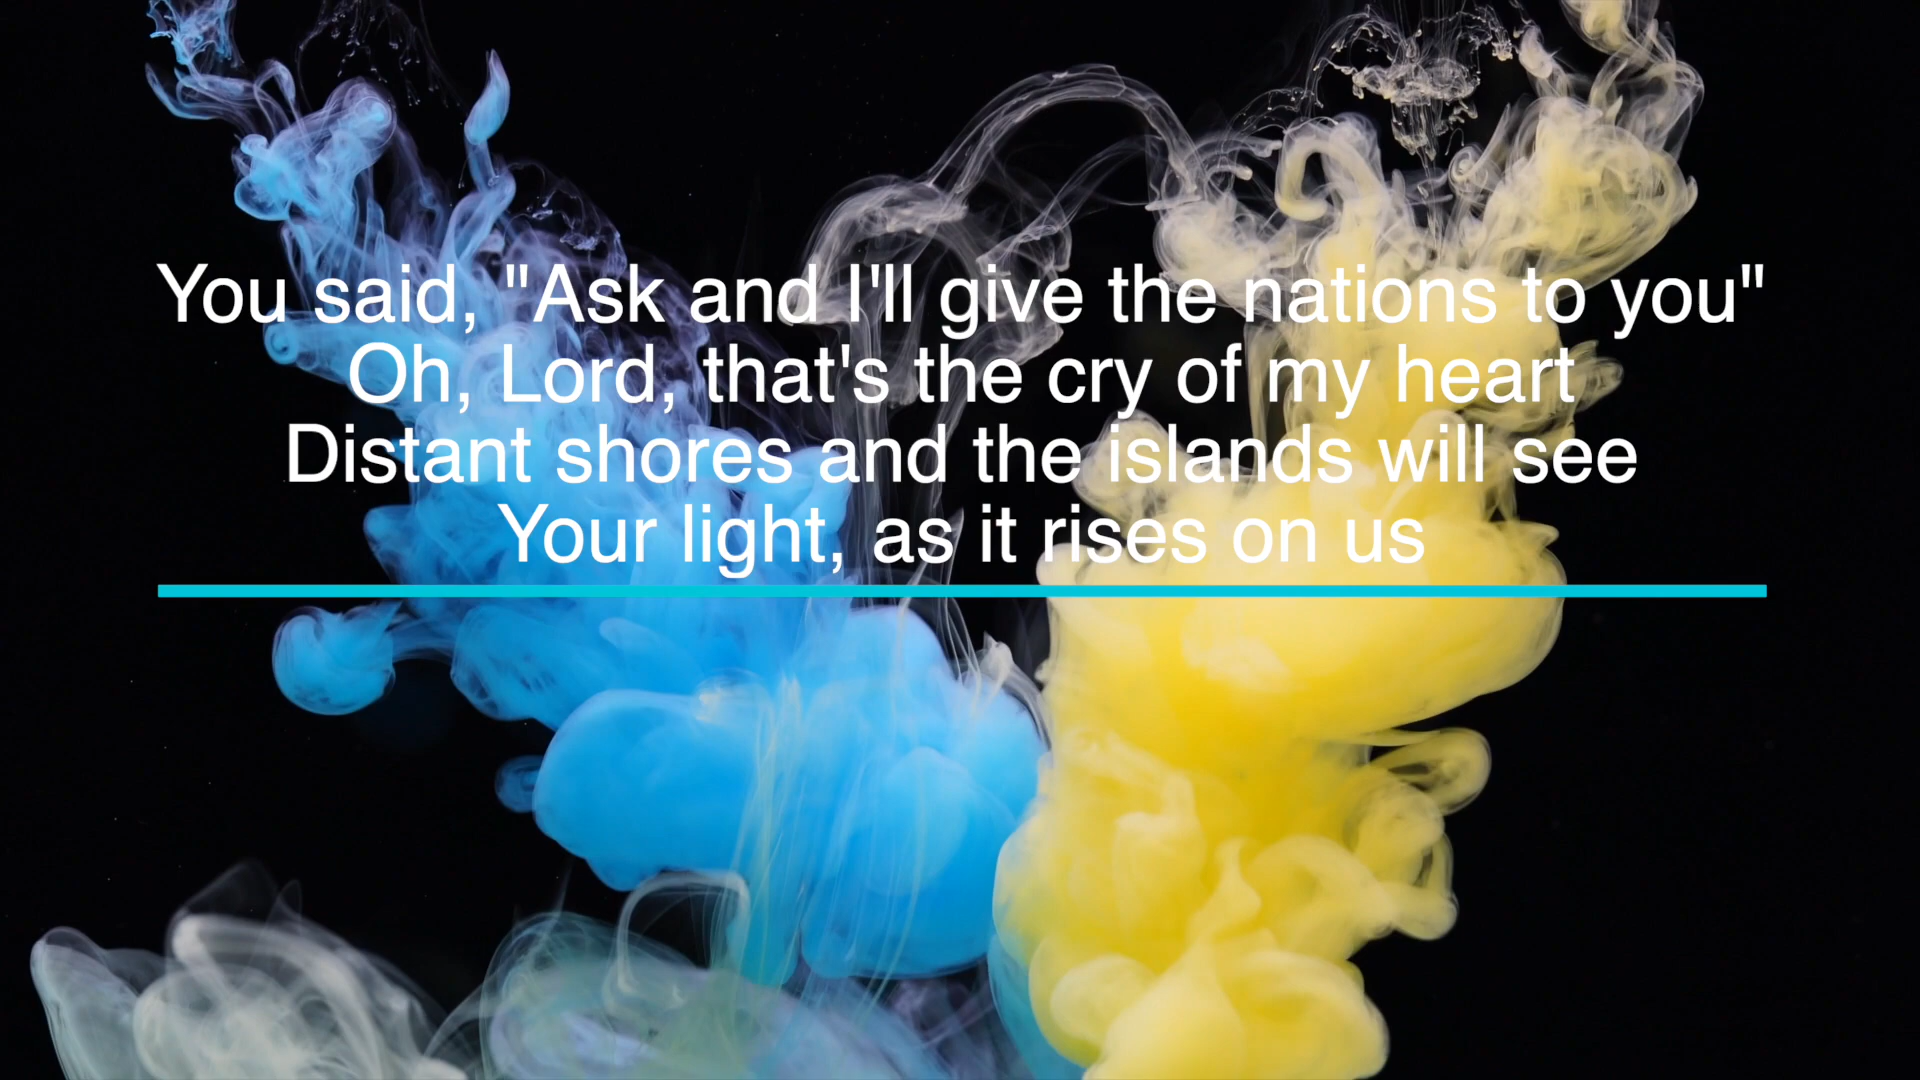 You said, "Ask and I'll give the nations to you"
Oh, Lord, that's the cry of my heart
Distant shores and the islands will see
Your light, as it rises on us